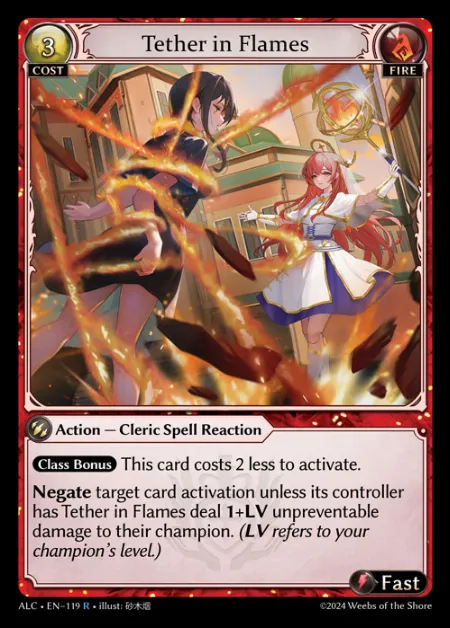 3
Tether in Flames
COST
FIRE
Action — Cleric Spell Reaction
Class Bonus This card costs 2 less to activate.
Negate target card activation unless its controller
has Tether in Flames deal 1+LV unpreventable
damage to their champion. (LV refers to your
champion's level.)
Fast
ALC • EN-119 R • illust: 砂木烟
©2024 Weebs of the Shore